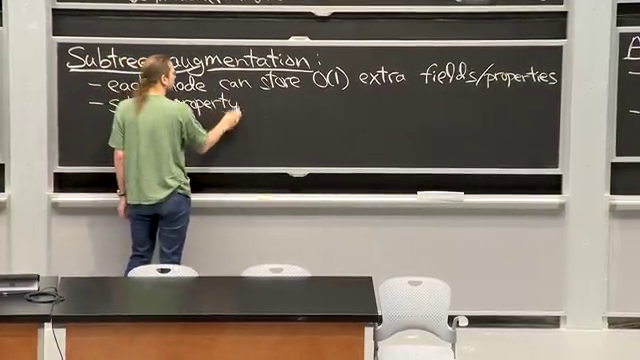 Subtree augmentation:
- each node can store O(1) extra fields/properties
- property